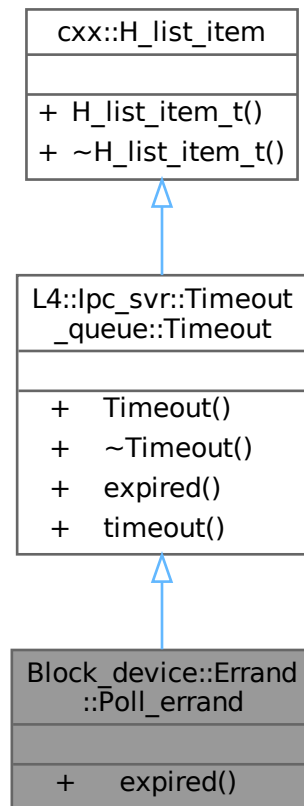 cxx::H_list_item
+ H_list_item_t()
+ ~H_list_item_t()
L4::Ipc_svr::Timeout
_queue::Timeout
+ Timeout()
+ ~Timeout()
+ expired()
+ timeout()
Block_device::Errand
::Poll_errand
+ expired()